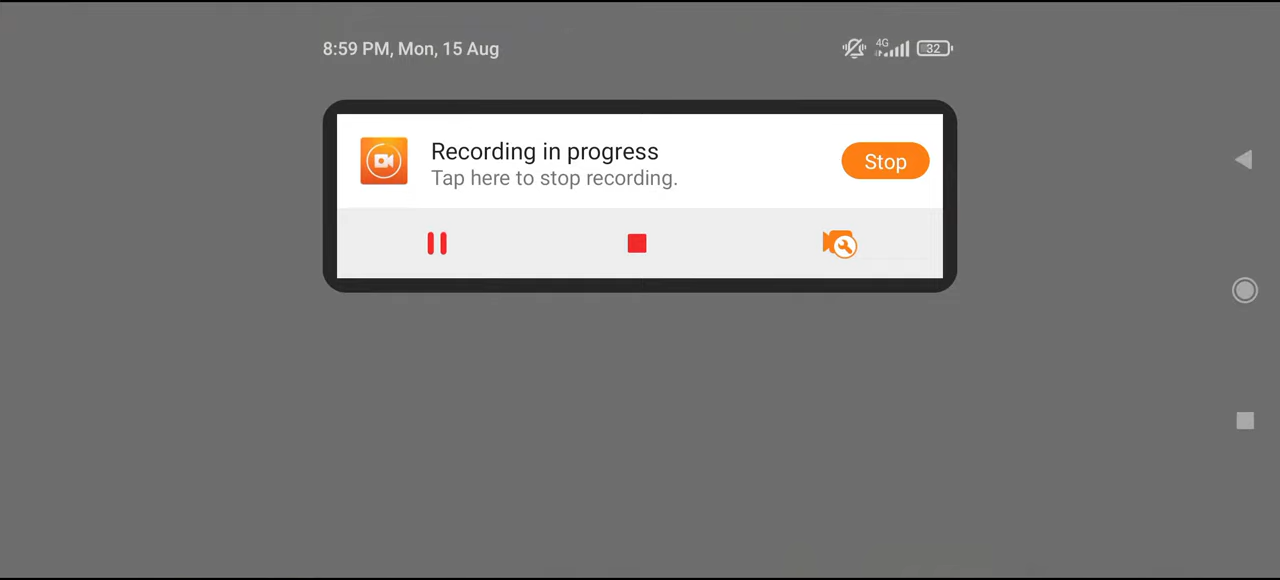 8:59 PM, Mon, 15 Aug
4G
32
Recording in progress
Tap here to stop recording.
Stop